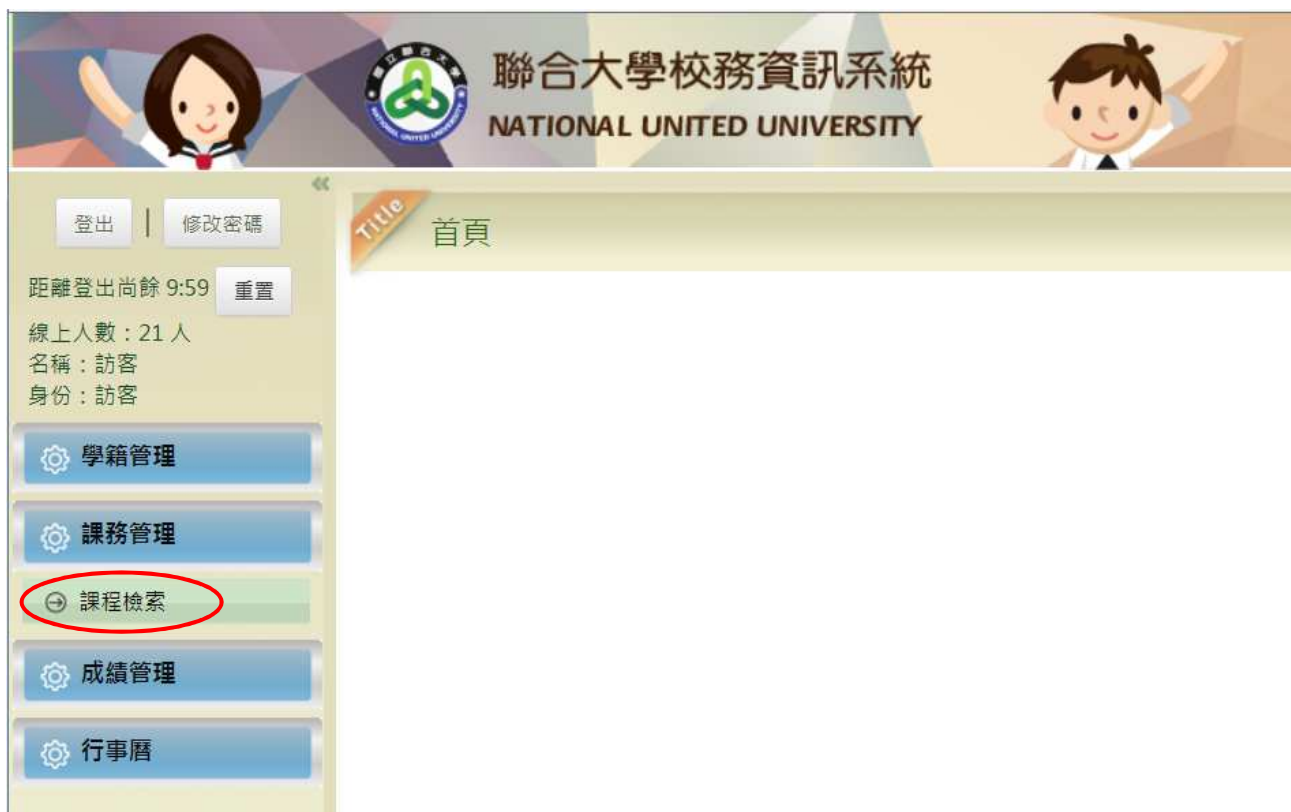 聯合大學校務資訊系統
NATIONAL UNITED UNIVERSITY
登出 | 修改密碼
距離登出尚餘 9:59 重置
線上人數：21 人
名稱：訪客
身份：訪客
學籍管理
課務管理
課程檢索
成績管理
行事曆
Title 首頁